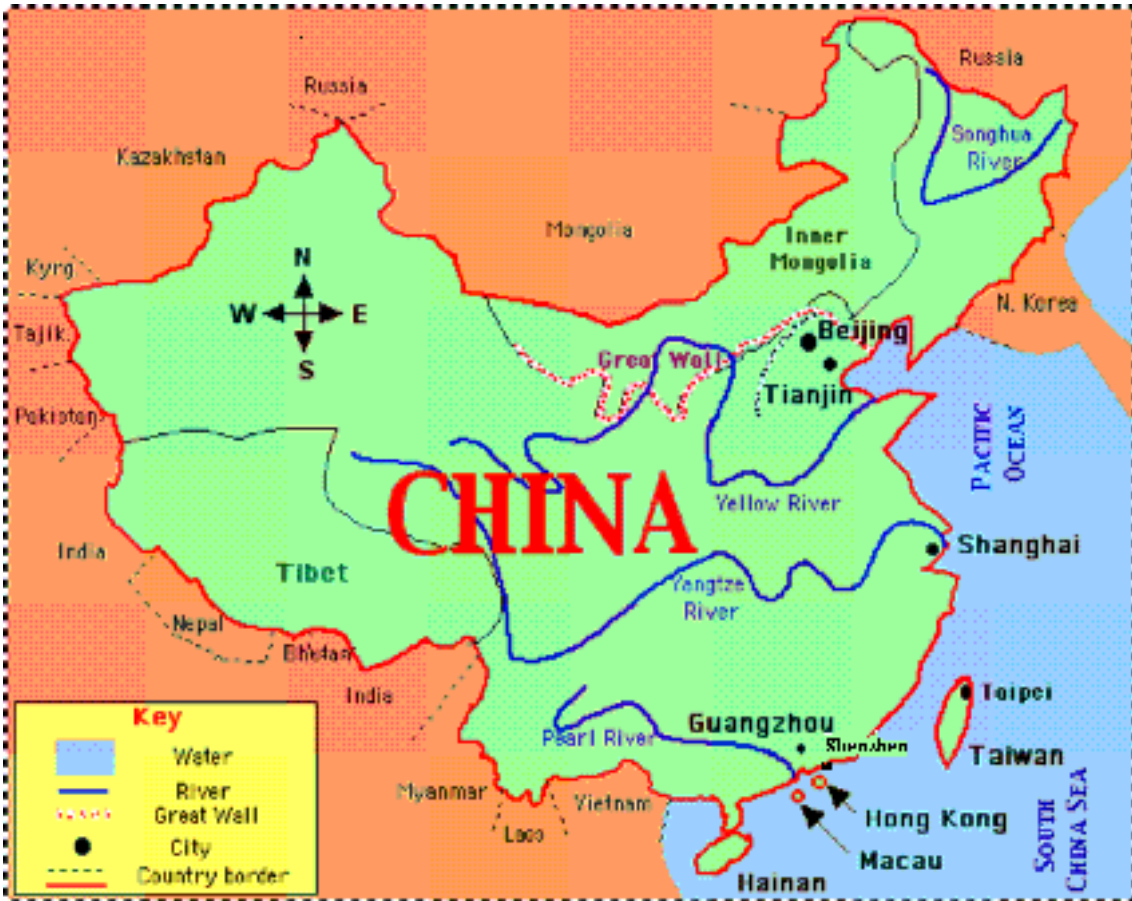 Russia
Russia
Kazakhstan
Songhua
River
Mongolia
Inner
Mongolia
Kyrg
N
W E
S
N. Korea
Tajik.
Beijing
Great Wall
Tianjin
Pakistan
PACIFIC
OCEAN
CHINA
Yellow River
India
Shanghai
Tibet
Yangtze
River
Nepal
Bhutan
India
Taipei
Key
Guangzhou
Pearl River
Shenzhen
Taiwan
Water
River
Great Wall
City
Country border
Myanmar
Vietnam
Laos
Hong Kong
Macau
Hainan
SOUTH
CHINA SEA